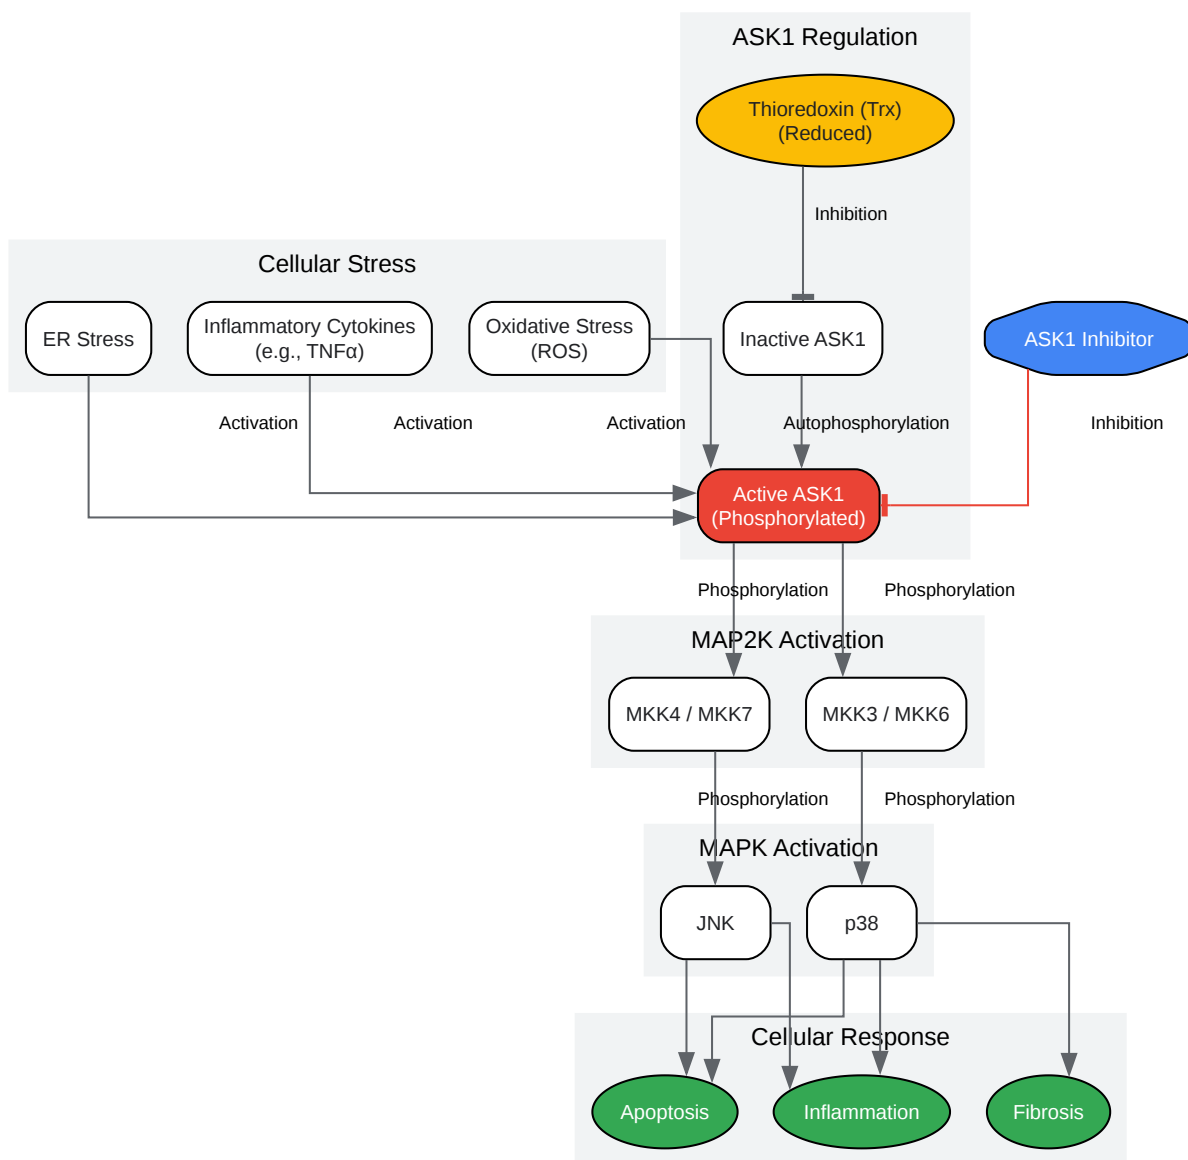 ASK1 Regulation
Thioredoxin (Trx)
(Reduced)
Inhibition
Cellular Stress
ER Stress
Inflammatory Cytokines
(e.g., TNFα)
Oxidative Stress
(ROS)
Inactive ASK1
ASK1 Inhibitor
Activation
Activation
Activation
Autophosphorylation
Inhibition
Active ASK1
(Phosphorylated)
Phosphorylation
Phosphorylation
MAP2K Activation
MKK4 / MKK7
MKK3 / MKK6
Phosphorylation
Phosphorylation
MAPK Activation
JNK
p38
Cellular Response
Apoptosis
Inflammation
Fibrosis